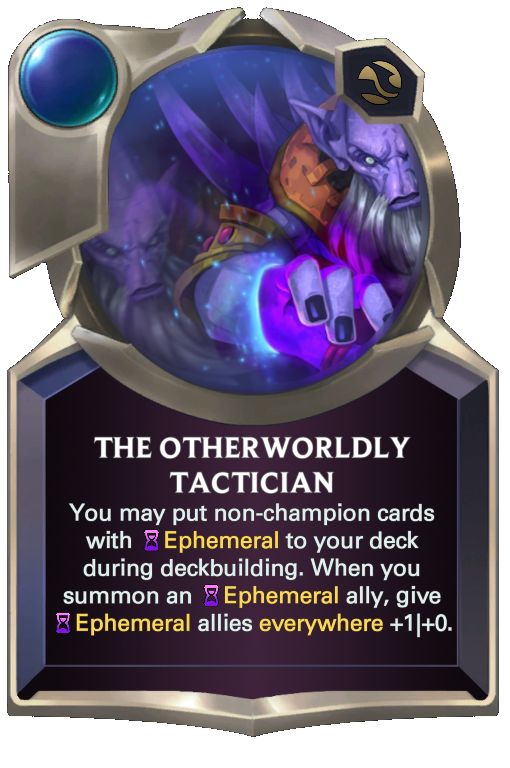 THE OTHERWORLDLY
TACTICIAN
You may put non-champion cards
with Ephemeral to your deck
during deckbuilding. When you
summon an Ephemeral ally, give
Ephemeral allies everywhere +1|+0.